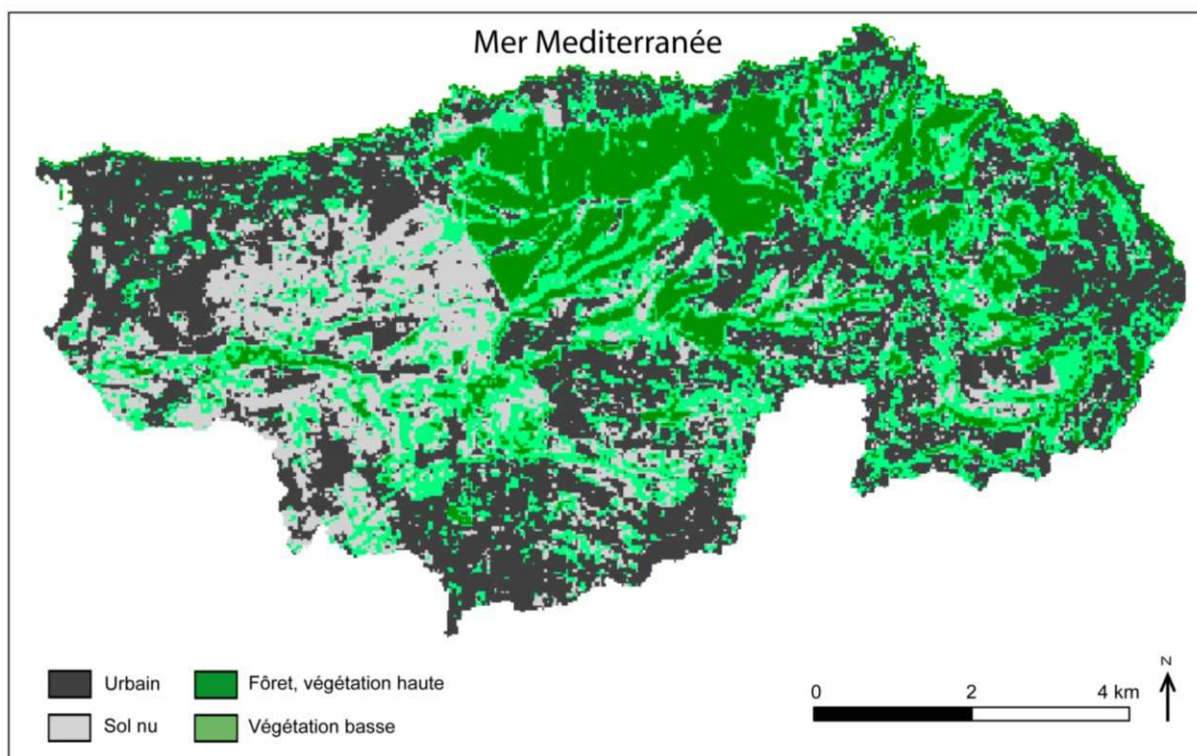 Mer Mediterranée
Urbain
Fôret, végétation haute
Sol nu
Végétation basse
0 2 4 km
N